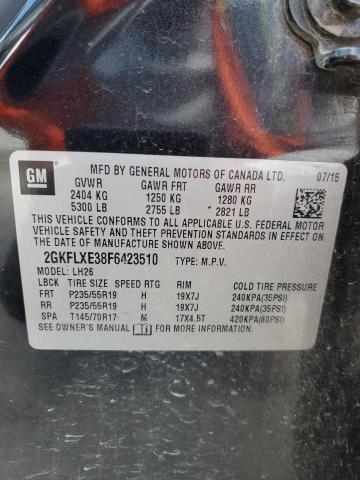 GM
MFD BY GENERAL MOTORS OF CANADA LTD. 07/15
GVWR GAWR FRT GAWR RR
2404 KG 1250 KG 1280 KG
5300 LB 2755 LB * 2821 LB
THIS VEHICLE CONFORMS TO ALL APPLICABLE U.S. FEDERAL
MOTOR VEHICLE SAFETY, BUMPER, AND THEFT PREVENTION
STANDARDS IN EFFECT ON THE DATE OF MANUFACTURE SHOWN ABOVE.
2GKFLXE38F6423510 TYPE: M.P.V.
MODEL: LH26
LBCK TIRE SIZE SPEED RTG RIM COLD TIRE PRESSURE
FRT P235/55R19 H 19X7J 240KPA(35PSI)
RR P235/55R19 H 19X7J 240KPA(35PSI)
SPA T145/70R17 M 17X4.5T 420KPA(60PSI)
SEE OWNER'S MANUAL FOR MORE INFORMATION.